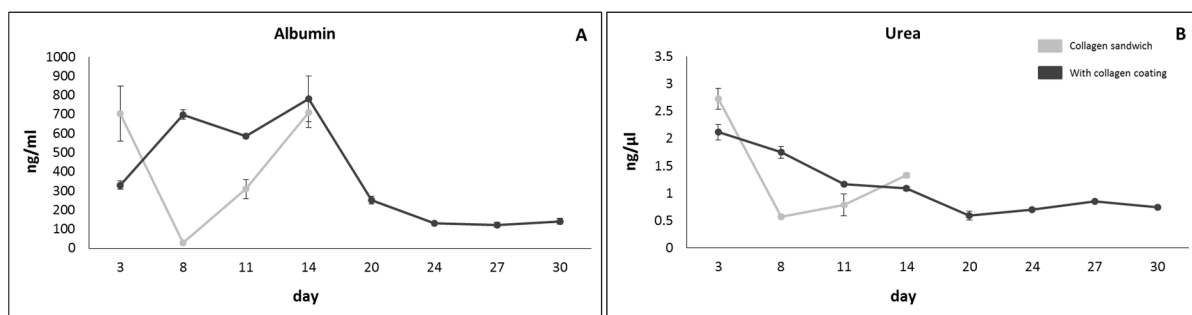 Albumin
A
1000
900
800
700
600
500
400
300
200
100
0
ng/ml
3 8 11 14 20 24 27 30
day
Urea
B
Collagen sandwich
With collagen coating
3.5
3
2.5
2
1.5
1
0.5
0
ng/µl
3 8 11 14 20 24 27 30
day